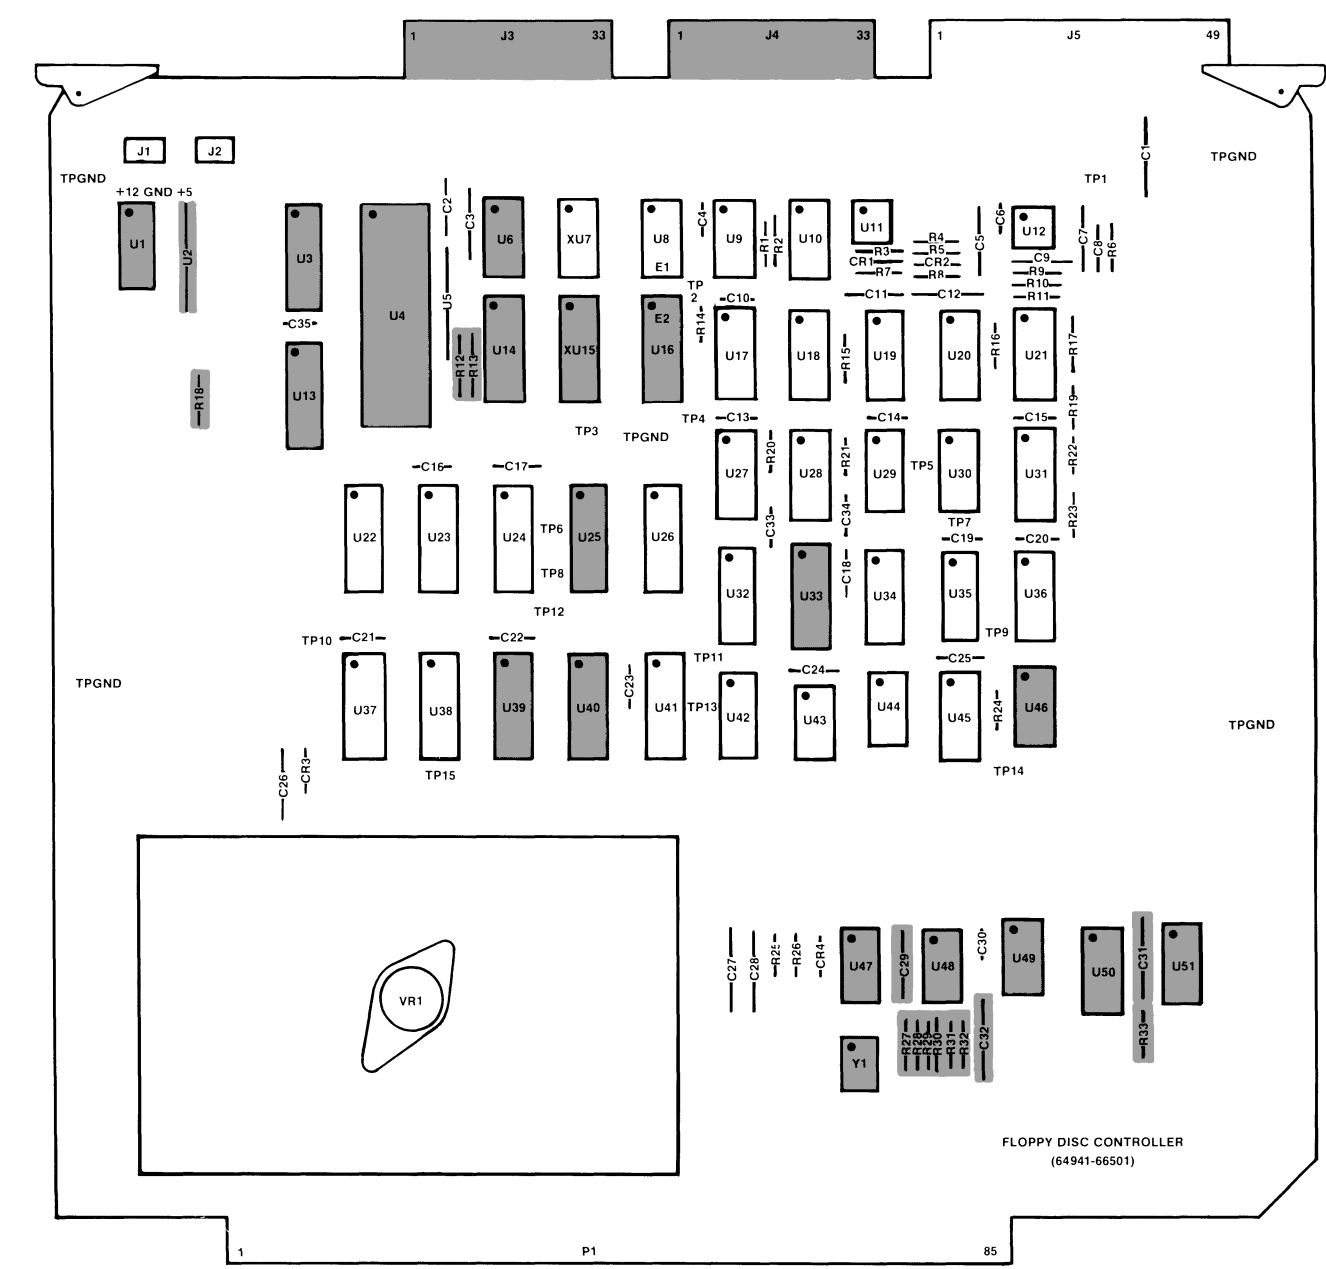 1 J3 33
1 J4 33
1 J5 49
J1 J2
C1
TPGND
TPGND
TP1
+12 GND +5
U1
U2
U3
U4
C2
C3
U5
U6
XU7
U8
E1
C4
U9
R1
R2
U10
U11
R3
CR1
R7
R4
R5
CR2
R8
C5
C6
U12
C7
C8
R6
C9
R9
R10
R11
C35
R12
R13
U14
XU15
E2
U16
TP
2
R14
C10
U17
U18
R15
C11
U19
C12
U20
R16
U21
R17
R18
U13
TP3
TPGND
TP4
C13
C14
C15
R19
U27
R20
U28
R21
U29
TP5
U30
U31
R22
C16
C17
C33
C34
TP7
R23
U22
U23
U24
TP6
TP8
U25
U26
C19
C20
U32
U33
C18
U34
U35
U36
TP12
TP10
C21
C22
TP9
TP11
C24
C25
TPGND
U37
U38
U39
U40
C23
U41
TP13
U42
U43
U44
U45
R24
U46
TPGND
TP15
TP14
C26
CR3
VR1
C27
C28
R25
R26
CR4
U47
C29
U48
C30
U49
U50
C31
U51
Y1
R27
R28
R29
R30
R31
R32
C32
R33
FLOPPY DISC CONTROLLER
(64941-66501)
1 P1 85